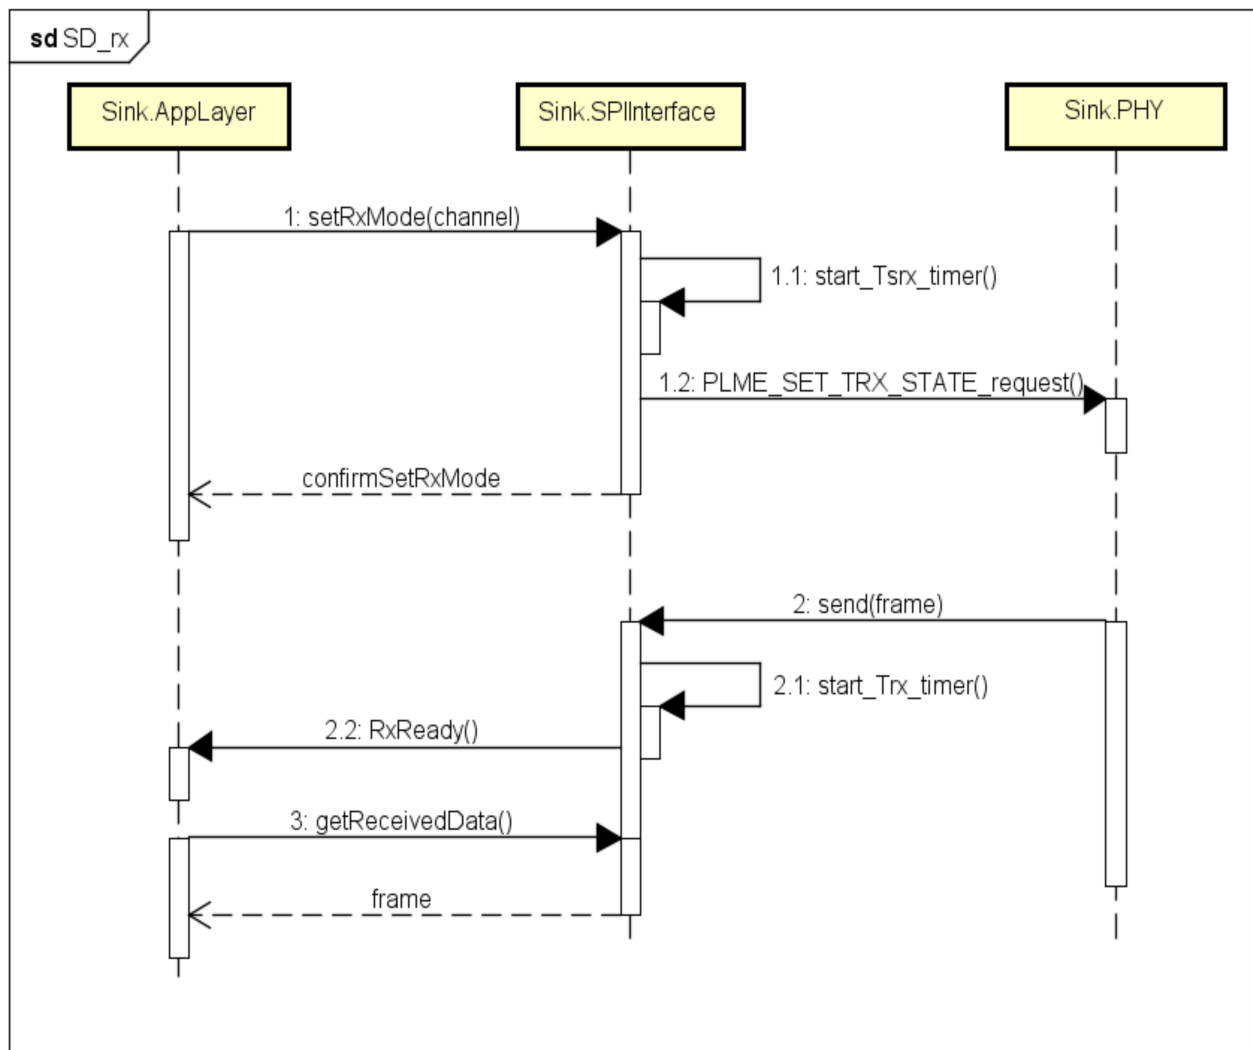 sd SD_rx
Sink.AppLayer
Sink.SPIInterface
Sink.PHY
1: setRxMode(channel)
1.1: start_Tsrx_timer()
1.2: PLME_SET_TRX_STATE_request()
confirmSetRxMode
2: send(frame)
2.1: start_Trx_timer()
2.2: RxReady()
3: getReceivedData()
frame